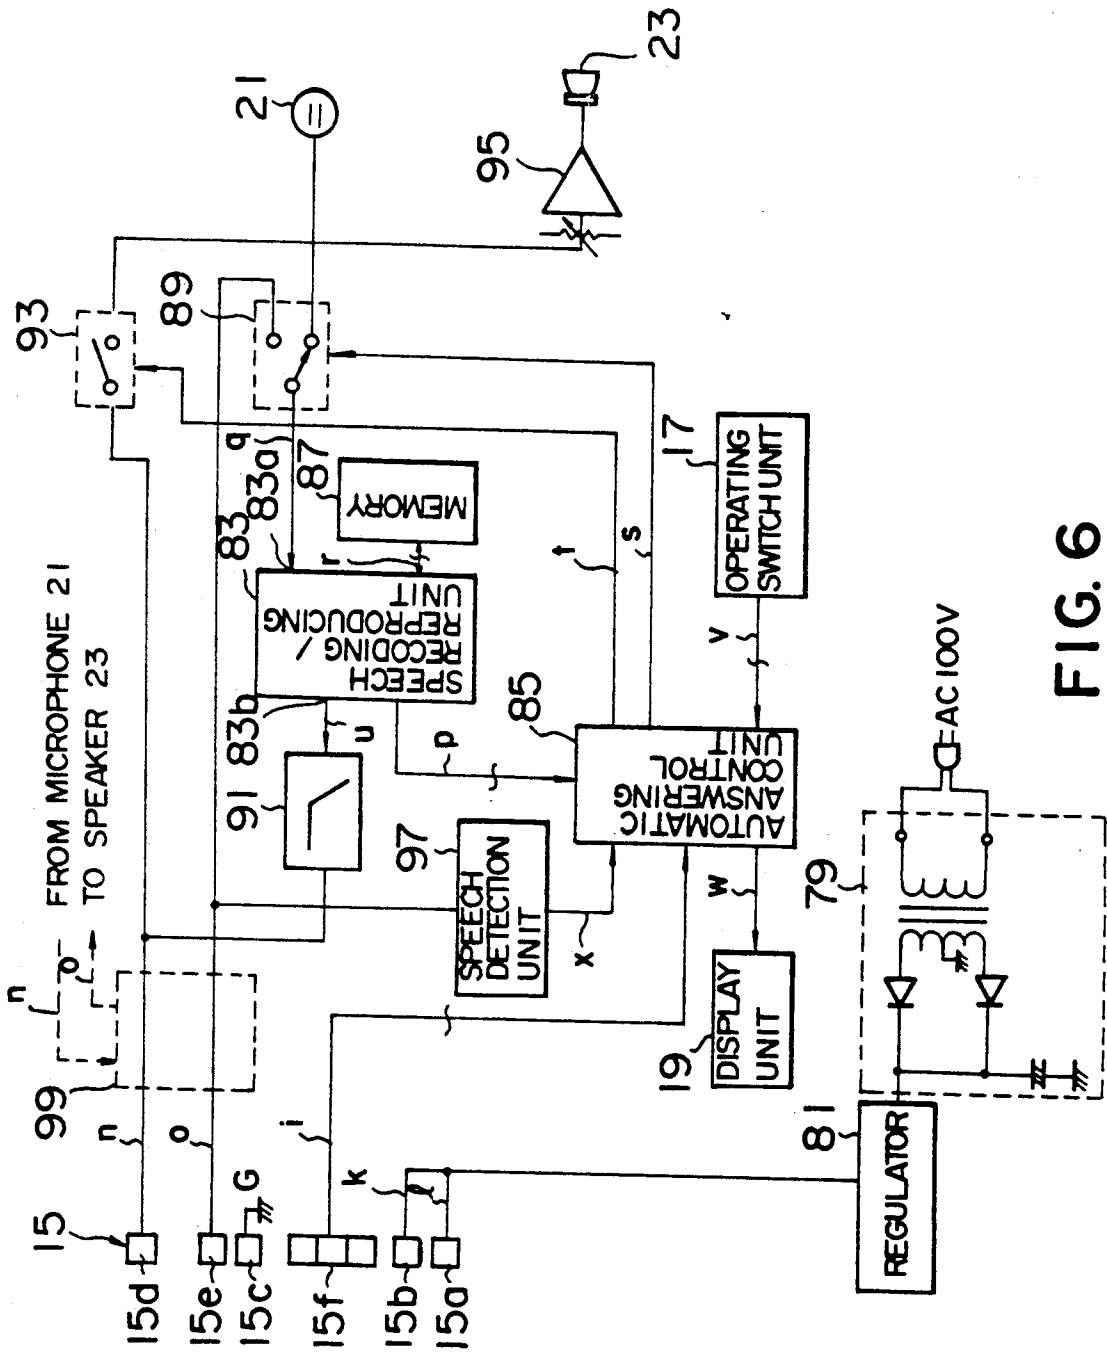 FIG. 6
15
15d
15e
15c
G
15f
15b
15a
n
o
i
k
l
99
n
o
FROM MICROPHONE 21
TO SPEAKER 23
91
83b
u
p
83
83a
q
SPEECH
RECODING /
REPRODUCING
UNIT
r
87
MEMORY
89
93
21
95
23
97
SPEECH
DETECTION
UNIT
x
85
AUTOMATIC
ANSWERING
CONTROL
UNIT
t
s
v
17
OPERATING
SWITCH UNIT
w
19
DISPLAY
UNIT
81
REGULATOR
79
AC100V